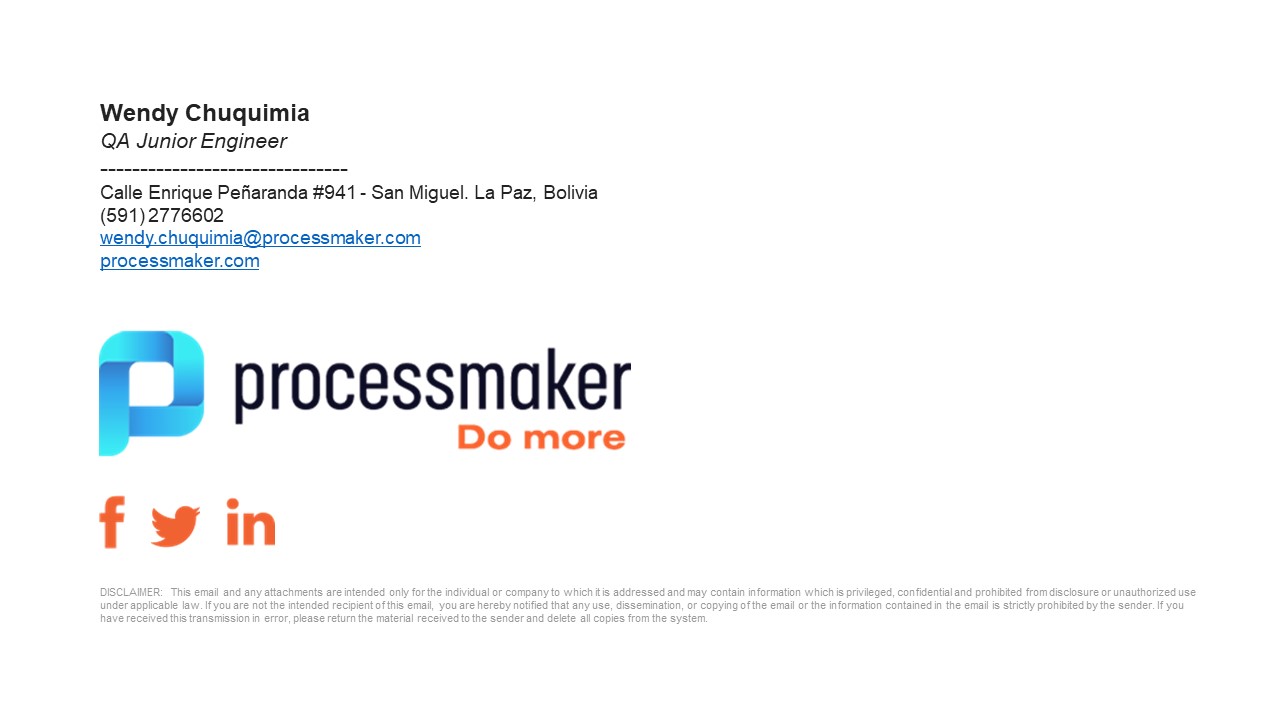 Wendy Chuquimia
QA Junior Engineer
-------------------------------
Calle Enrique Peñaranda #941 - San Miguel. La Paz, Bolivia
(591) 2776602
wendy.chuquimia@processmaker.com
processmaker.com
processmaker
Do more
f in
DISCLAIMER: This email and any attachments are intended only for the individual or company to which it is addressed and may contain information which is privileged, confidential and prohibited from disclosure or unauthorized use
under applicable law. If you are not the intended recipient of this email, you are hereby notified that any use, dissemination, or copying of the email or the information contained in the email is strictly prohibited by the sender. If you
have received this transmission in error, please return the material received to the sender and delete all copies from the system.